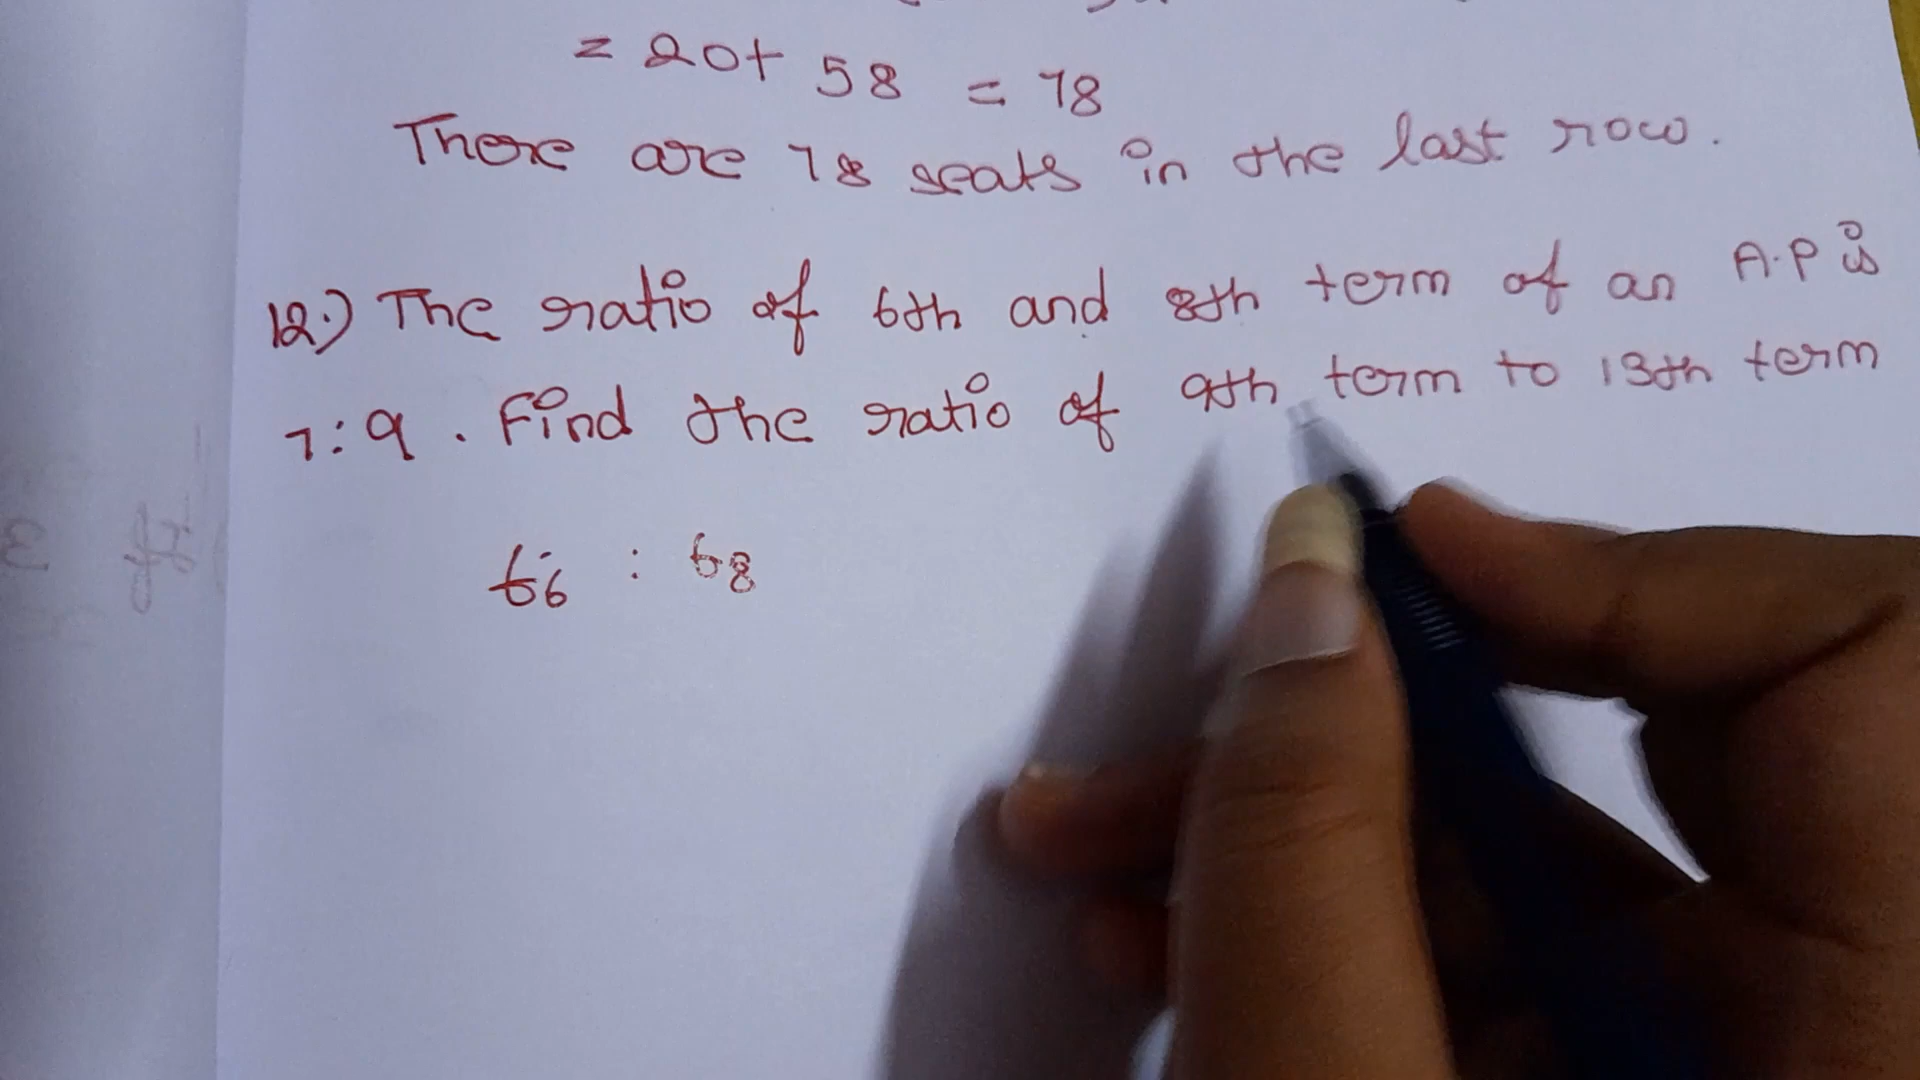 = 20+ 58 = 78
There are 78 seats in the last row.
12.) The ratio of 6th and 8th term of an A.P is
7:9. Find the ratio of 9th term to 13th term
t6 : t8